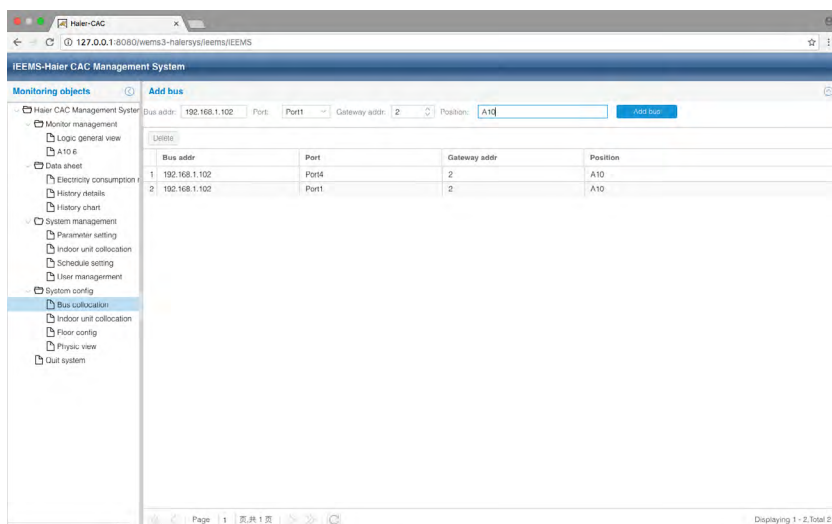 Haier-CAC
127.0.0.1:8080/wems3-haiersys/ieems/IEEMS
iEEMS-Haier CAC Management System
Monitoring objects
Add bus
Haier CAC Management System
Bus addr: 192.168.1.102 Port: Port1 Gateway addr: 2 Position: A10 Add bus
Monitor management
Logic general view
A10 6
Data sheet
Electricity consumption r
History details
History chart
System management
Parameter setting
Indoor unit collocation
Schedule setting
User managerment
System config
Bus collocation
Indoor unit collocation
Floor config
Physic view
Quit system
Delete
Bus addr Port Gateway addr Position
1 192.168.1.102 Port4 2 A10
2 192.168.1.102 Port1 2 A10
Page 1 页,共 1 页
Displaying 1 - 2,Total 2